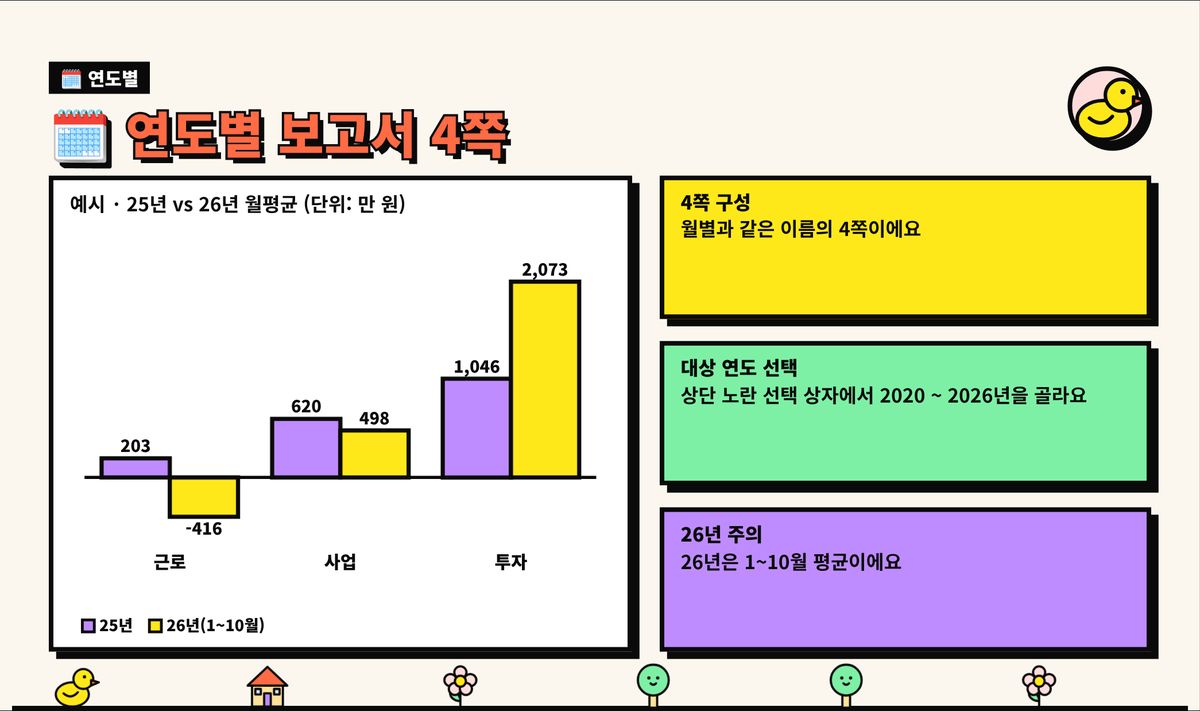 연도별
연도별 보고서 4쪽
예시 · 25년 vs 26년 월평균 (단위: 만 원)
2,073
1,046
620
498
203
-416
근로 사업 투자
25년 26년(1~10월)
4쪽 구성
월별과 같은 이름의 4쪽이에요
대상 연도 선택
상단 노란 선택 상자에서 2020 ~ 2026년을 골라요
26년 주의
26년은 1~10월 평균이에요